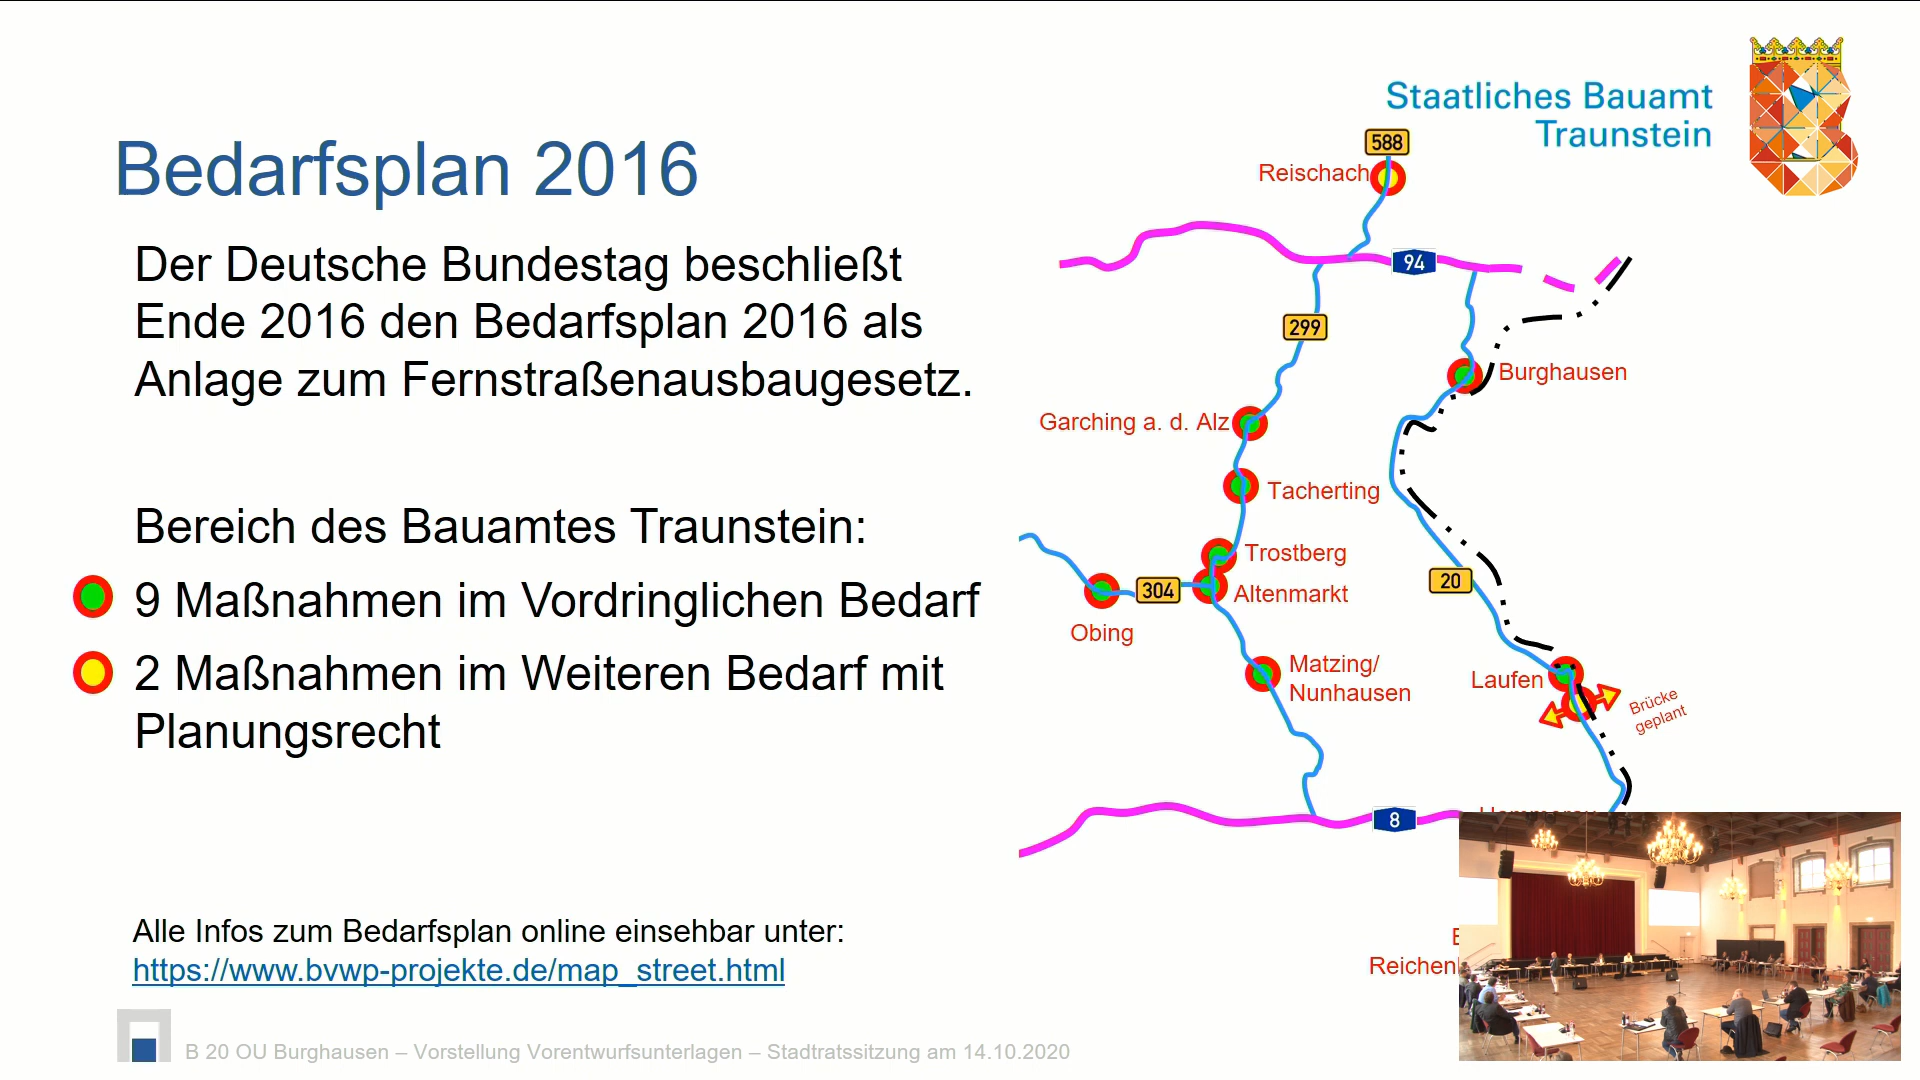 Staatliches Bauamt
Traunstein
Bedarfsplan 2016
Der Deutsche Bundestag beschließt
Ende 2016 den Bedarfsplan 2016 als
Anlage zum Fernstraßenausbaugesetz.
Bereich des Bauamtes Traunstein:
9 Maßnahmen im Vordringlichen Bedarf
2 Maßnahmen im Weiteren Bedarf mit
Planungsrecht
Alle Infos zum Bedarfsplan online einsehbar unter:
https://www.bvwp-projekte.de/map_street.html
588
Reischach
94
299
Burghausen
Garching a. d. Alz
Tacherting
Trostberg
304
Altenmarkt
20
Obing
Matzing/
Nunhausen
Laufen
Brücke
geplant
8
B 20 OU Burghausen – Vorstellung Vorentwurfsunterlagen – Stadtratssitzung am 14.10.2020